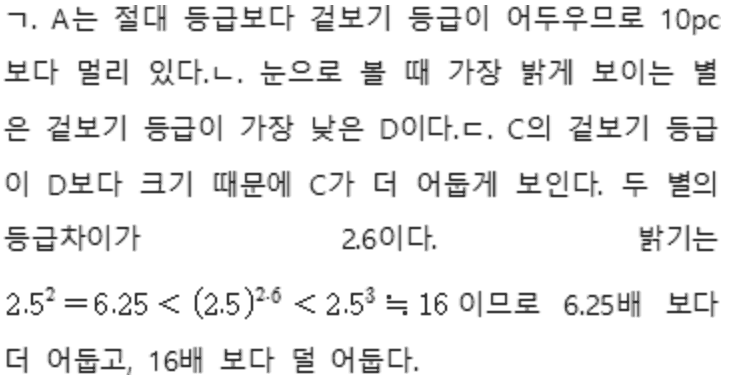 ㄱ. A는 절대 등급보다 겉보기 등급이 어두우므로 10pc
보다 멀리 있다.ㄴ. 눈으로 볼 때 가장 밝게 보이는 별
은 겉보기 등급이 가장 낮은 D이다.ㄷ. C의 겉보기 등급
이 D보다 크기 때문에 C가 더 어둡게 보인다. 두 별의
등급차이가 2.6이다. 밝기는
2.5² = 6.25 < (2.5)²·⁶ < 2.5³ ≒ 16 이므로 6.25배 보다
더 어둡고, 16배 보다 덜 어둡다.